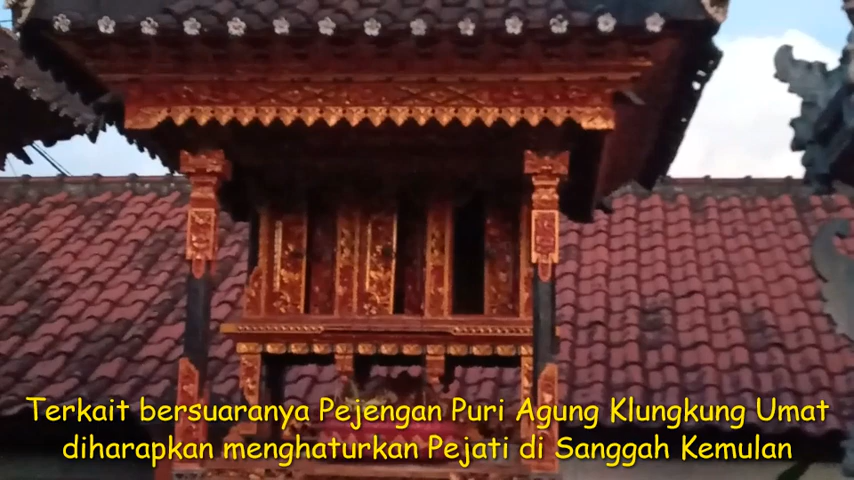 Terkait bersuaranya Pejengan Puri Agung Klungkung Umat
diharapkan menghaturkan Pejati di Sanggah Kemulan